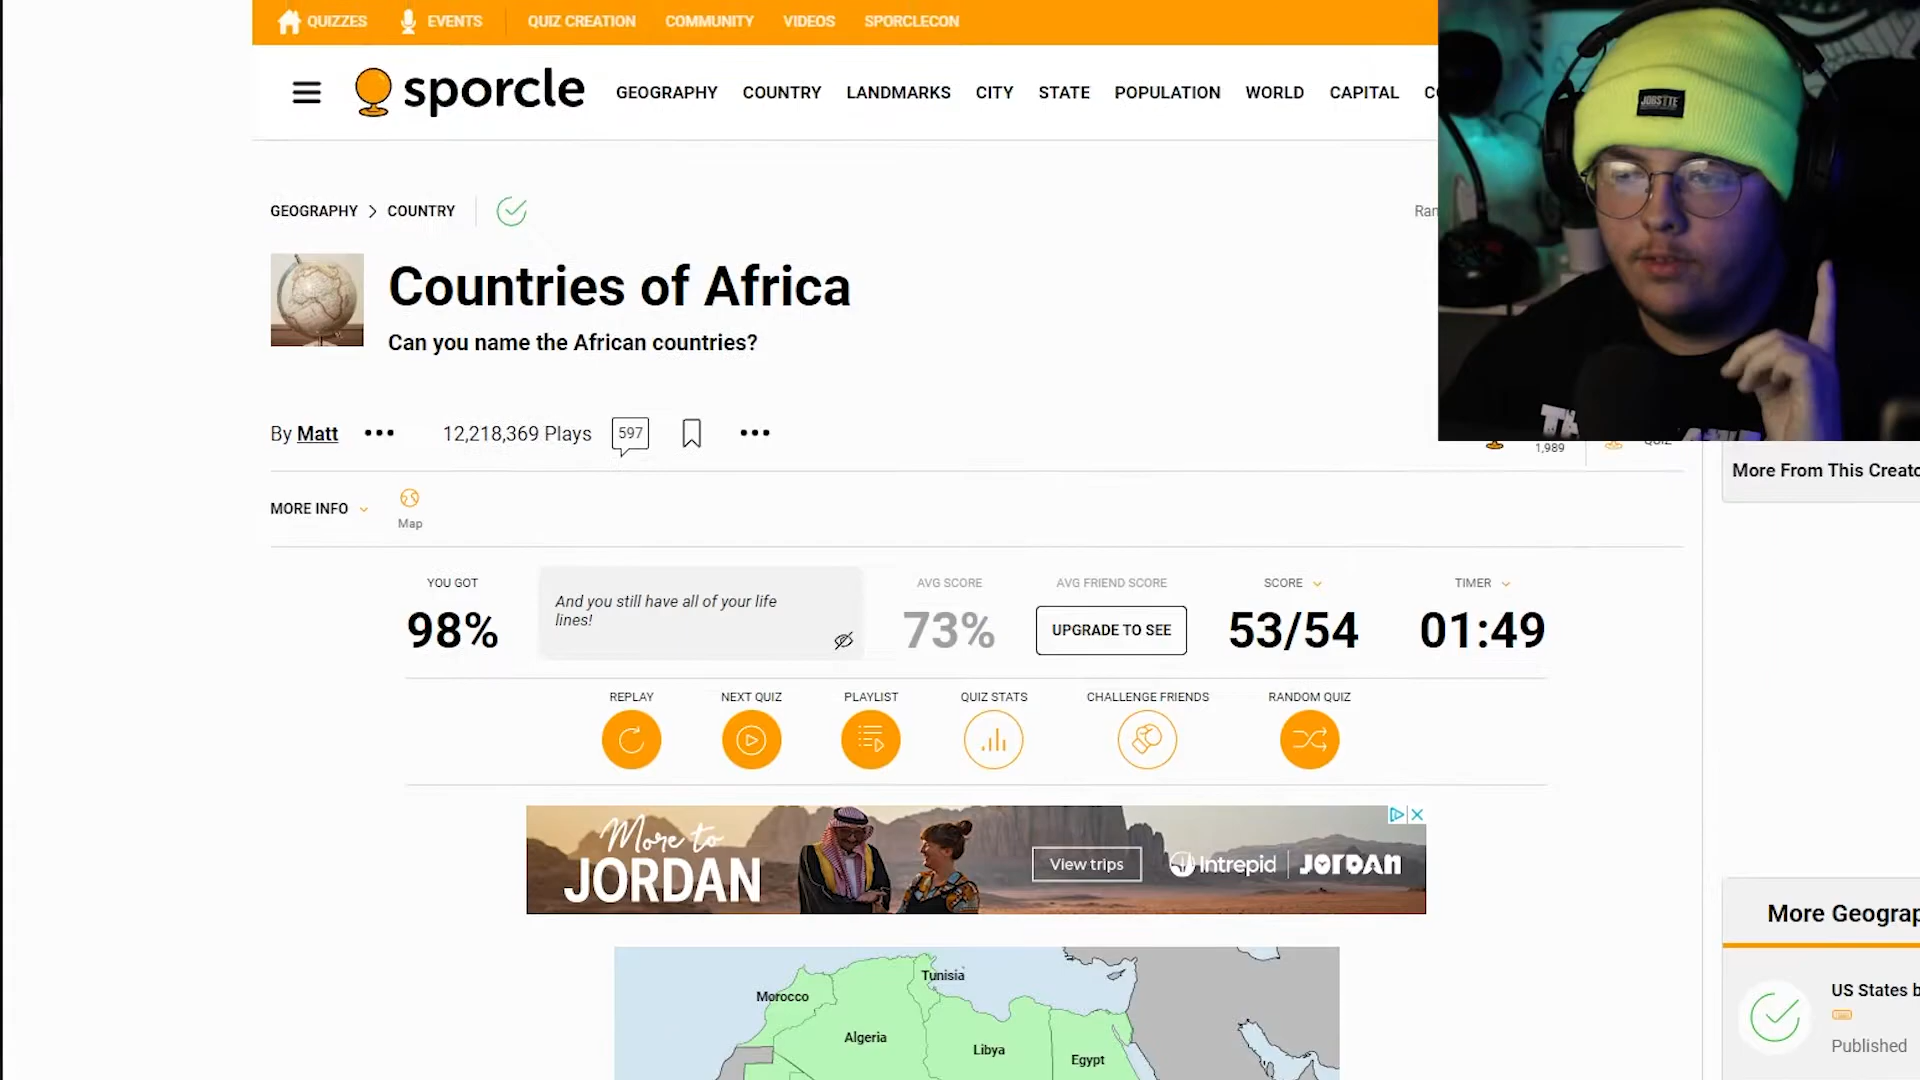 QUIZZES EVENTS QUIZ CREATION COMMUNITY VIDEOS SPORCLECON
sporcle GEOGRAPHY COUNTRY LANDMARKS CITY STATE POPULATION WORLD CAPITAL
JOBSITE
GEOGRAPHY > COUNTRY
Countries of Africa
Can you name the African countries?
By Matt ••• 12,218,369 Plays 597 •••
1,989
QUIZ
More From This Creato
MORE INFO
Map
YOU GOT
98%
And you still have all of your life
lines!
AVG SCORE
73%
AVG FRIEND SCORE
UPGRADE TO SEE
SCORE
53/54
TIMER
01:49
REPLAY NEXT QUIZ PLAYLIST QUIZ STATS CHALLENGE FRIENDS RANDOM QUIZ
More to
JORDAN
View trips
Intrepid | JORDAN
More Geograp
Tunisia
Morocco
Algeria
Libya
Egypt
US States b
Published